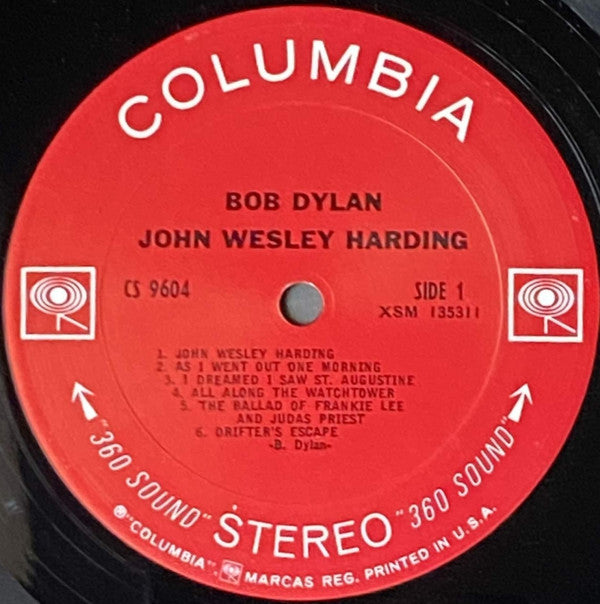 COLUMBIA
BOB DYLAN
JOHN WESLEY HARDING
CS 9604
SIDE 1
XSM 135311
1. JOHN WESLEY HARDING
2. AS I WENT OUT ONE MORNING
3. I DREAMED I SAW ST. AUGUSTINE
4. ALL ALONG THE WATCHTOWER
5. THE BALLAD OF FRANKIE LEE
AND JUDAS PRIEST
6. DRIFTER'S ESCAPE
-B. Dylan-
"360 SOUND" STEREO "360 SOUND"
®"COLUMBIA", MARCAS REG. PRINTED IN U.S.A.